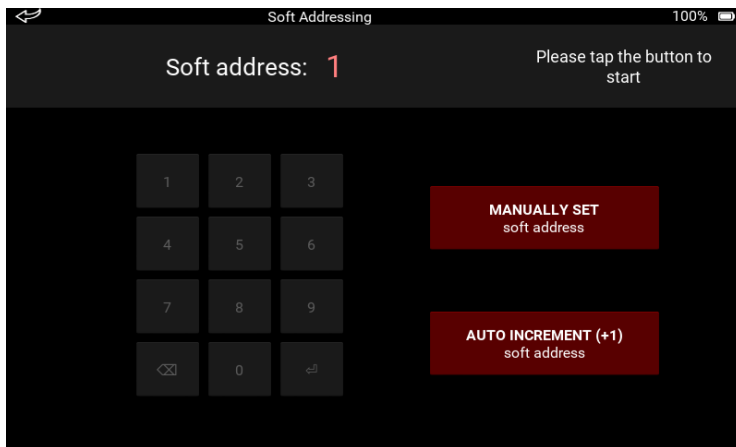 Soft Addressing
100%
Soft address: 1
Please tap the button to
start
1 2 3
4 5 6
7 8 9
⌫ 0 ⏎
MANUALLY SET
soft address
AUTO INCREMENT (+1)
soft address